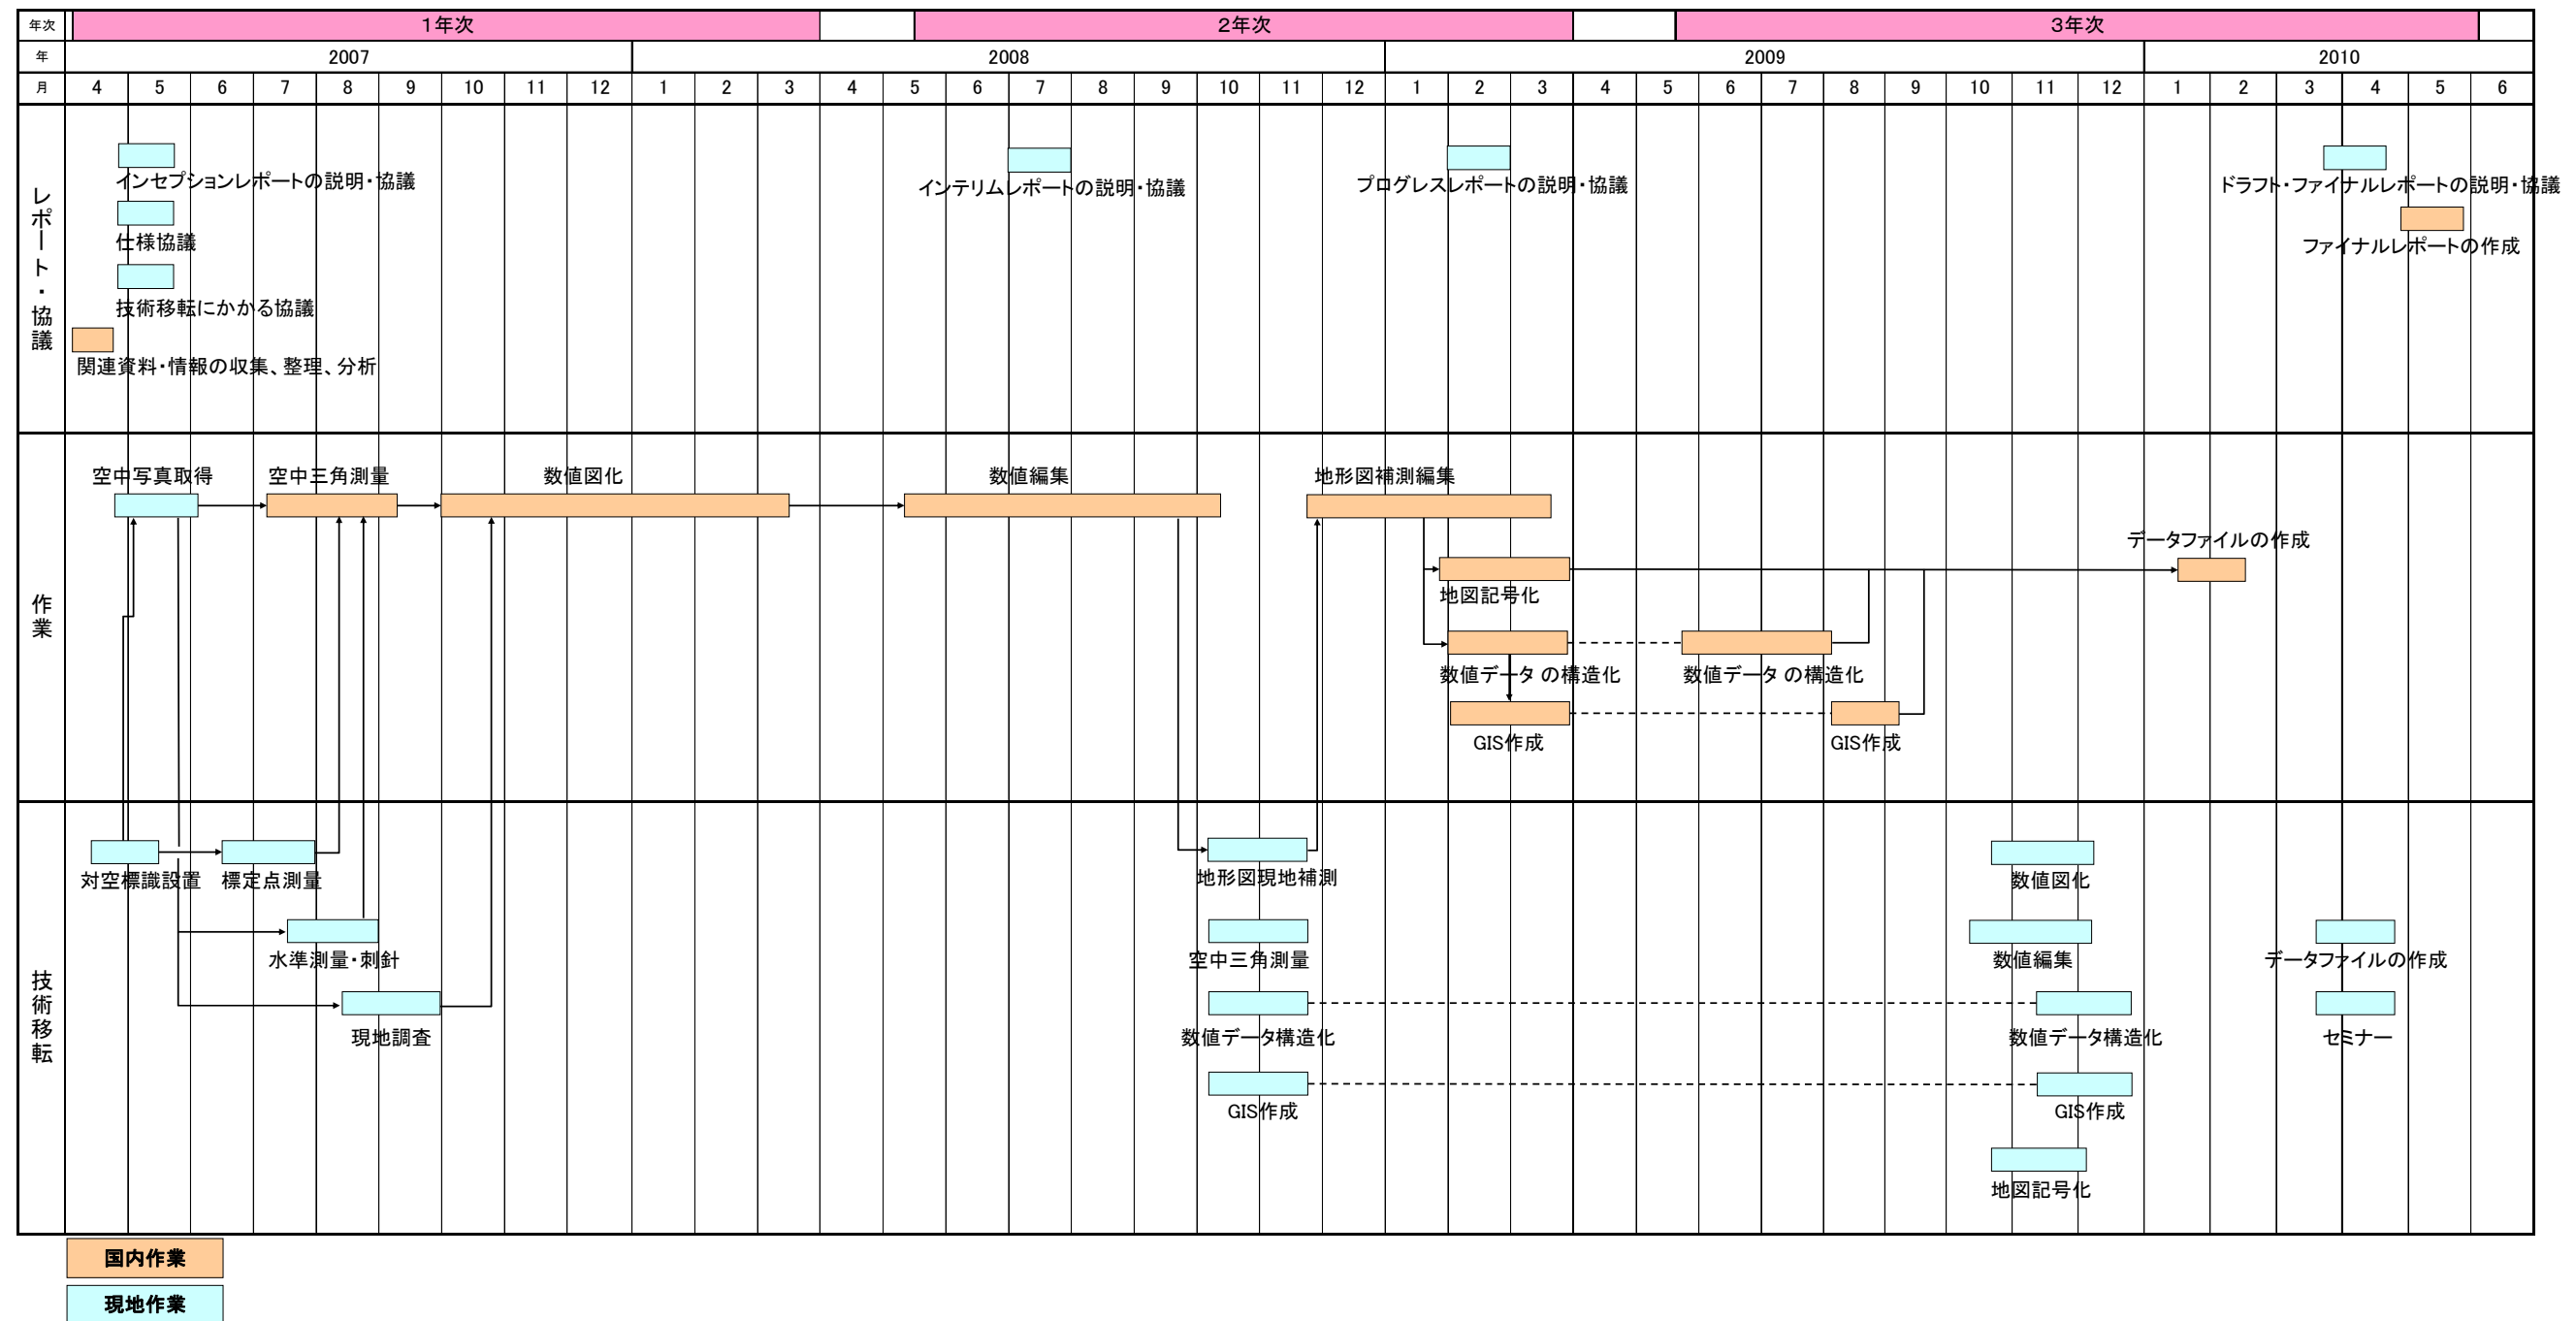 年次 1年次 2年次 3年次
年 2007 2008 2009 2010
月 4 5 6 7 8 9 10 11 12 1 2 3 4 5 6 7 8 9 10 11 12 1 2 3 4 5 6 7 8 9 10 11 12 1 2 3 4 5 6
レポート・協議
インセプションレポートの説明・協議
インテリムレポートの説明・協議
プログレスレポートの説明・協議
ドラフト・ファイナルレポートの説明・協議
仕様協議
ファイナルレポートの作成
技術移転にかかる協議
関連資料・情報の収集、整理、分析
作業
空中写真取得
空中三角測量
数値図化
数値編集
地形図補測編集
データファイルの作成
地図記号化
数値データ の構造化
数値データ の構造化
GIS作成
GIS作成
技術移転
対空標識設置
標定点測量
地形図現地補測
数値図化
水準測量・刺針
空中三角測量
数値編集
データファイルの作成
現地調査
数値データ構造化
数値データ構造化
セミナー
GIS作成
GIS作成
地図記号化
国内作業
現地作業